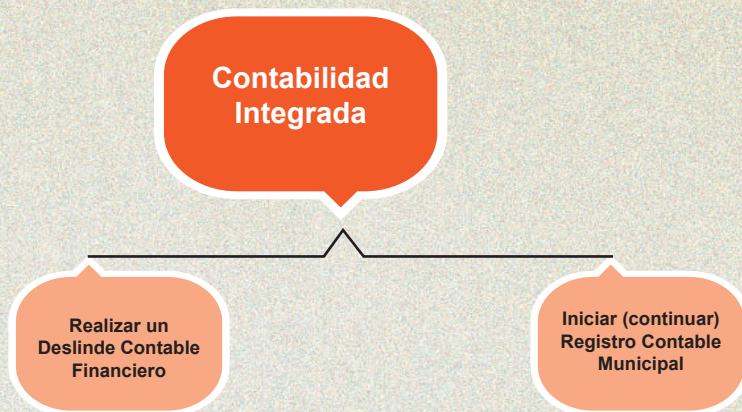 Contabilidad
Integrada
Realizar un
Deslinde Contable
Financiero
Iniciar (continuar)
Registro Contable
Municipal